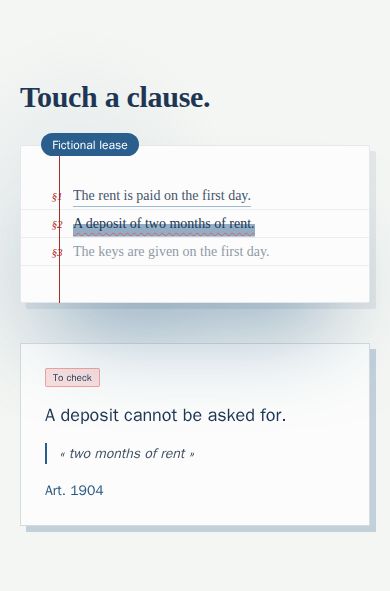 Touch a clause.
Fictional lease
§1 The rent is paid on the first day.
§2 A deposit of two months of rent.
§3 The keys are given on the first day.
To check
A deposit cannot be asked for.
« two months of rent »
Art. 1904